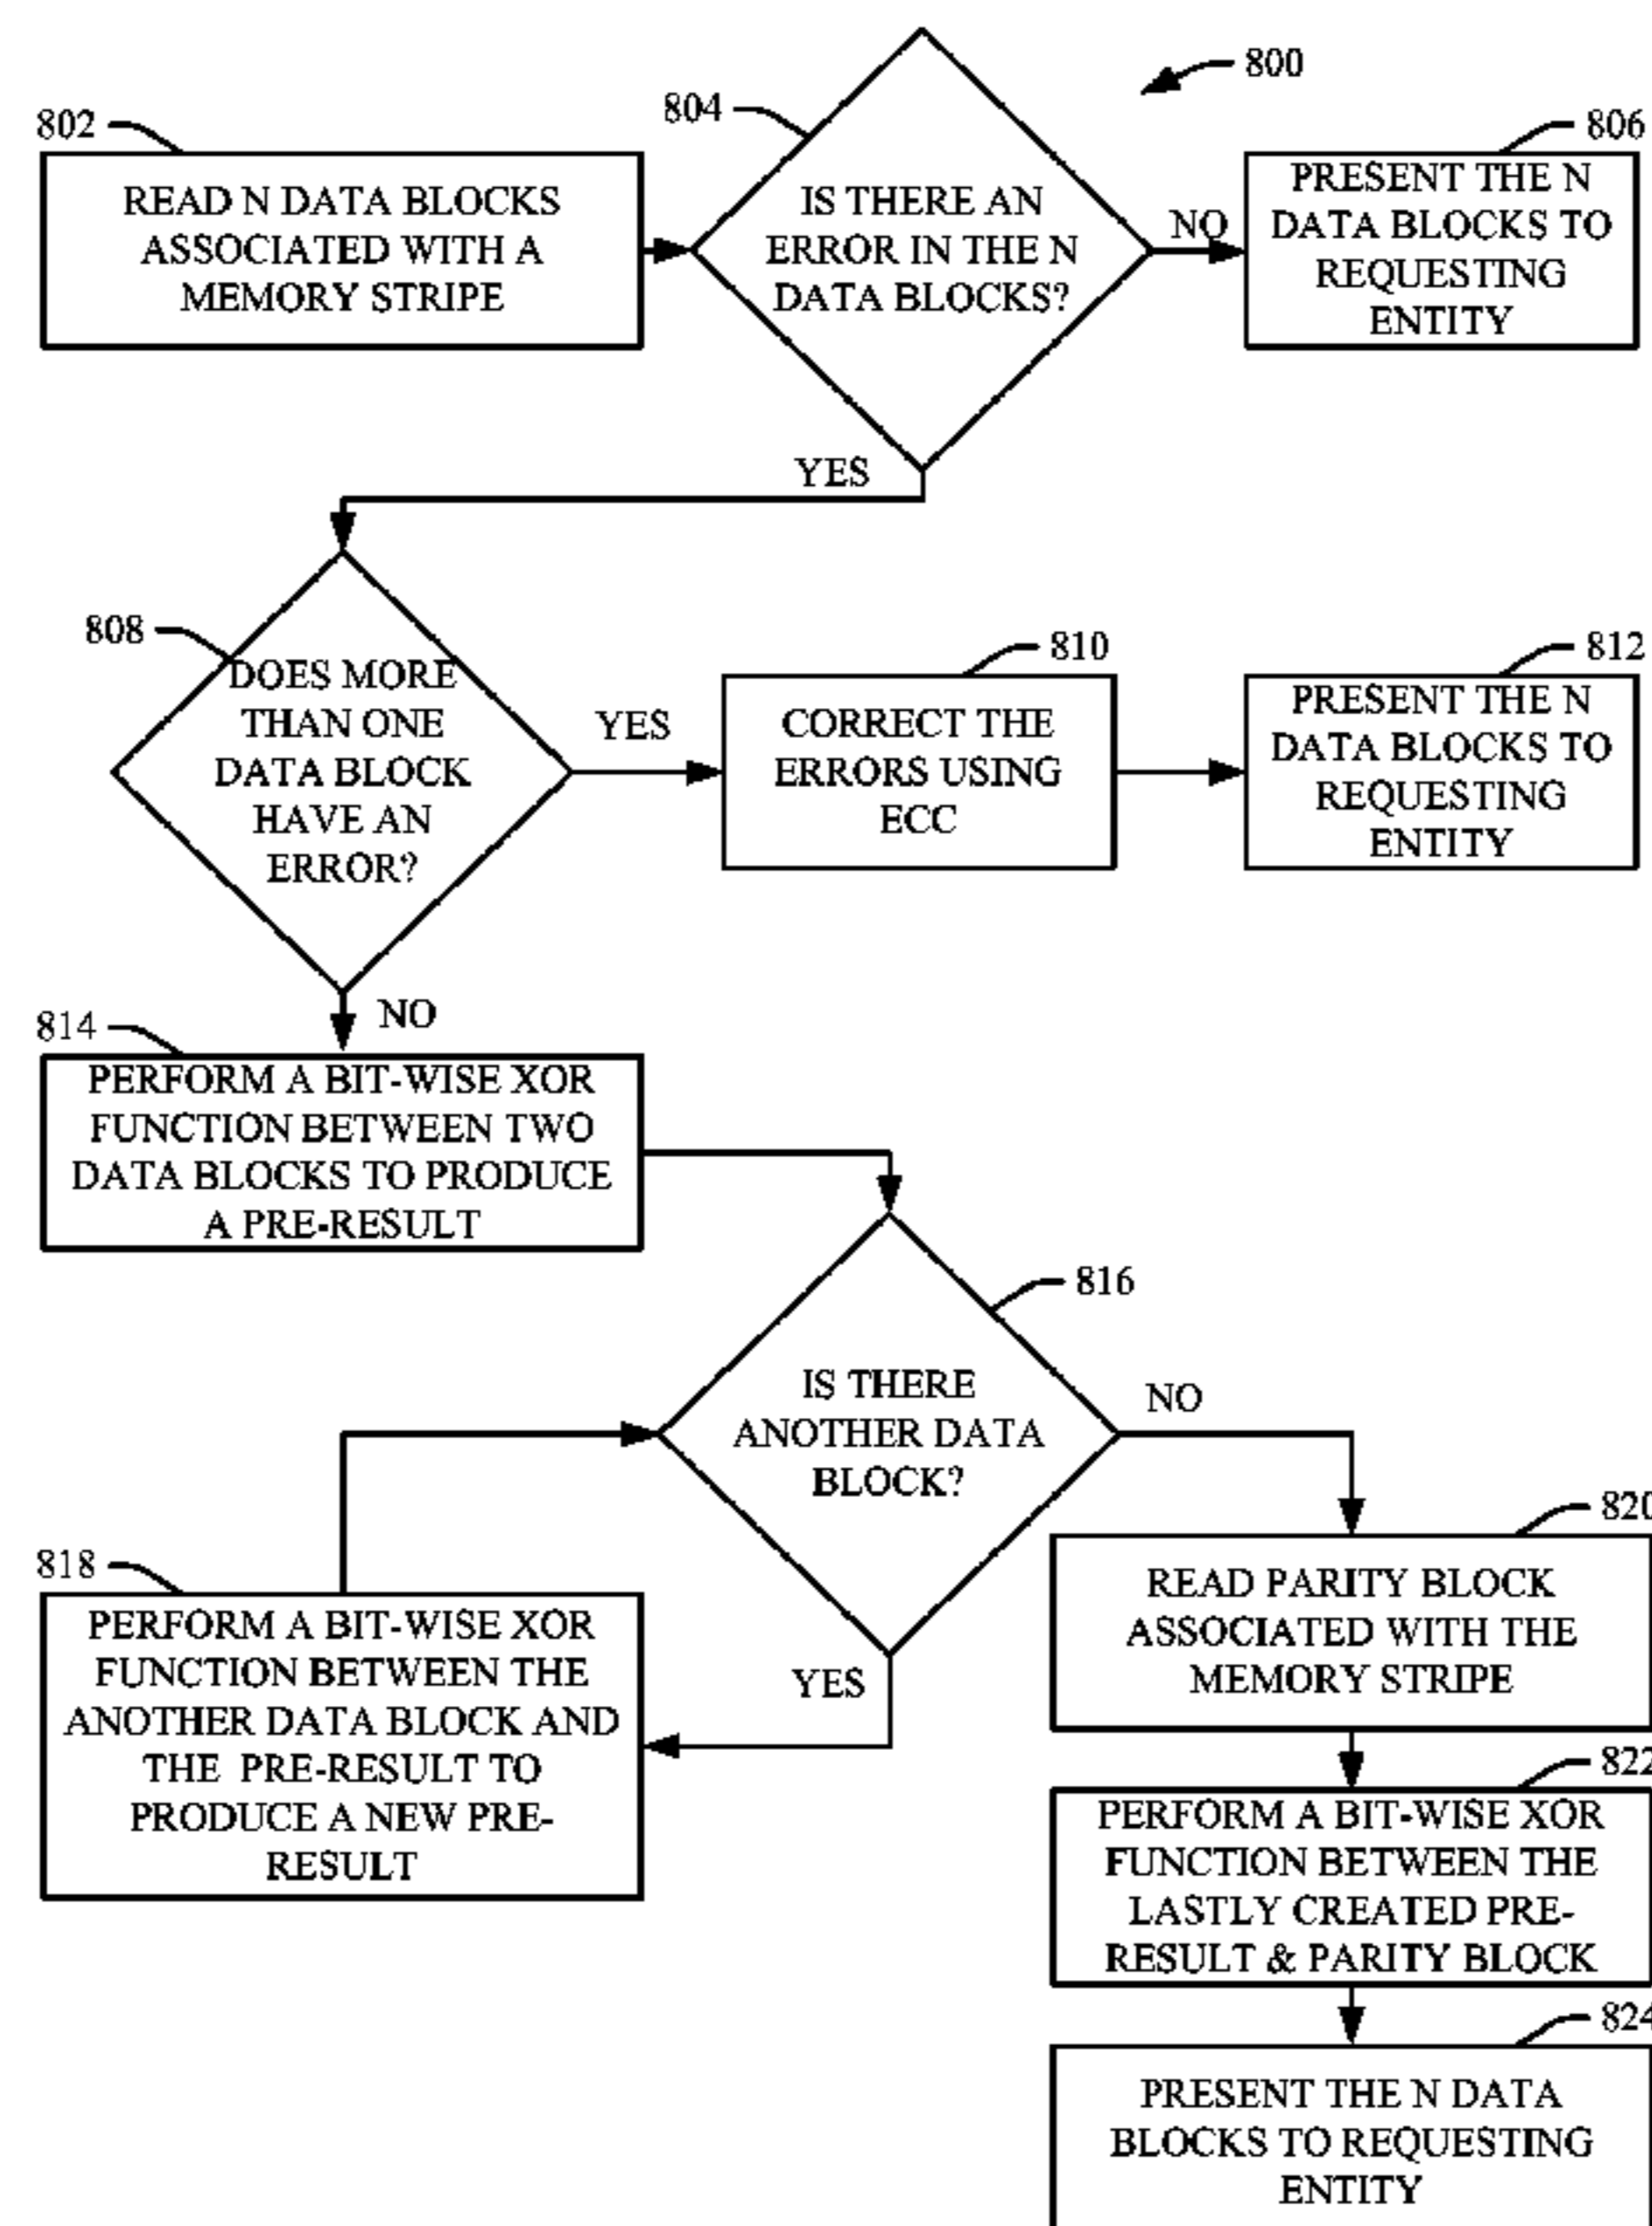 800
802
READ N DATA BLOCKS
ASSOCIATED WITH A
MEMORY STRIPE
804
IS THERE AN
ERROR IN THE N
DATA BLOCKS?
NO
806
PRESENT THE N
DATA BLOCKS TO
REQUESTING
ENTITY
YES
808
DOES MORE
THAN ONE
DATA BLOCK
HAVE AN
ERROR?
YES
810
CORRECT THE
ERRORS USING
ECC
812
PRESENT THE N
DATA BLOCKS TO
REQUESTING
ENTITY
NO
814
PERFORM A BIT-WISE XOR
FUNCTION BETWEEN TWO
DATA BLOCKS TO PRODUCE
A PRE-RESULT
816
IS THERE
ANOTHER DATA
BLOCK?
NO
YES
818
PERFORM A BIT-WISE XOR
FUNCTION BETWEEN THE
ANOTHER DATA BLOCK AND
THE PRE-RESULT TO
PRODUCE A NEW PRE-
RESULT
820
READ PARITY BLOCK
ASSOCIATED WITH THE
MEMORY STRIPE
822
PERFORM A BIT-WISE XOR
FUNCTION BETWEEN THE
LASTLY CREATED PRE-
RESULT & PARITY BLOCK
824
PRESENT THE N DATA
BLOCKS TO REQUESTING
ENTITY